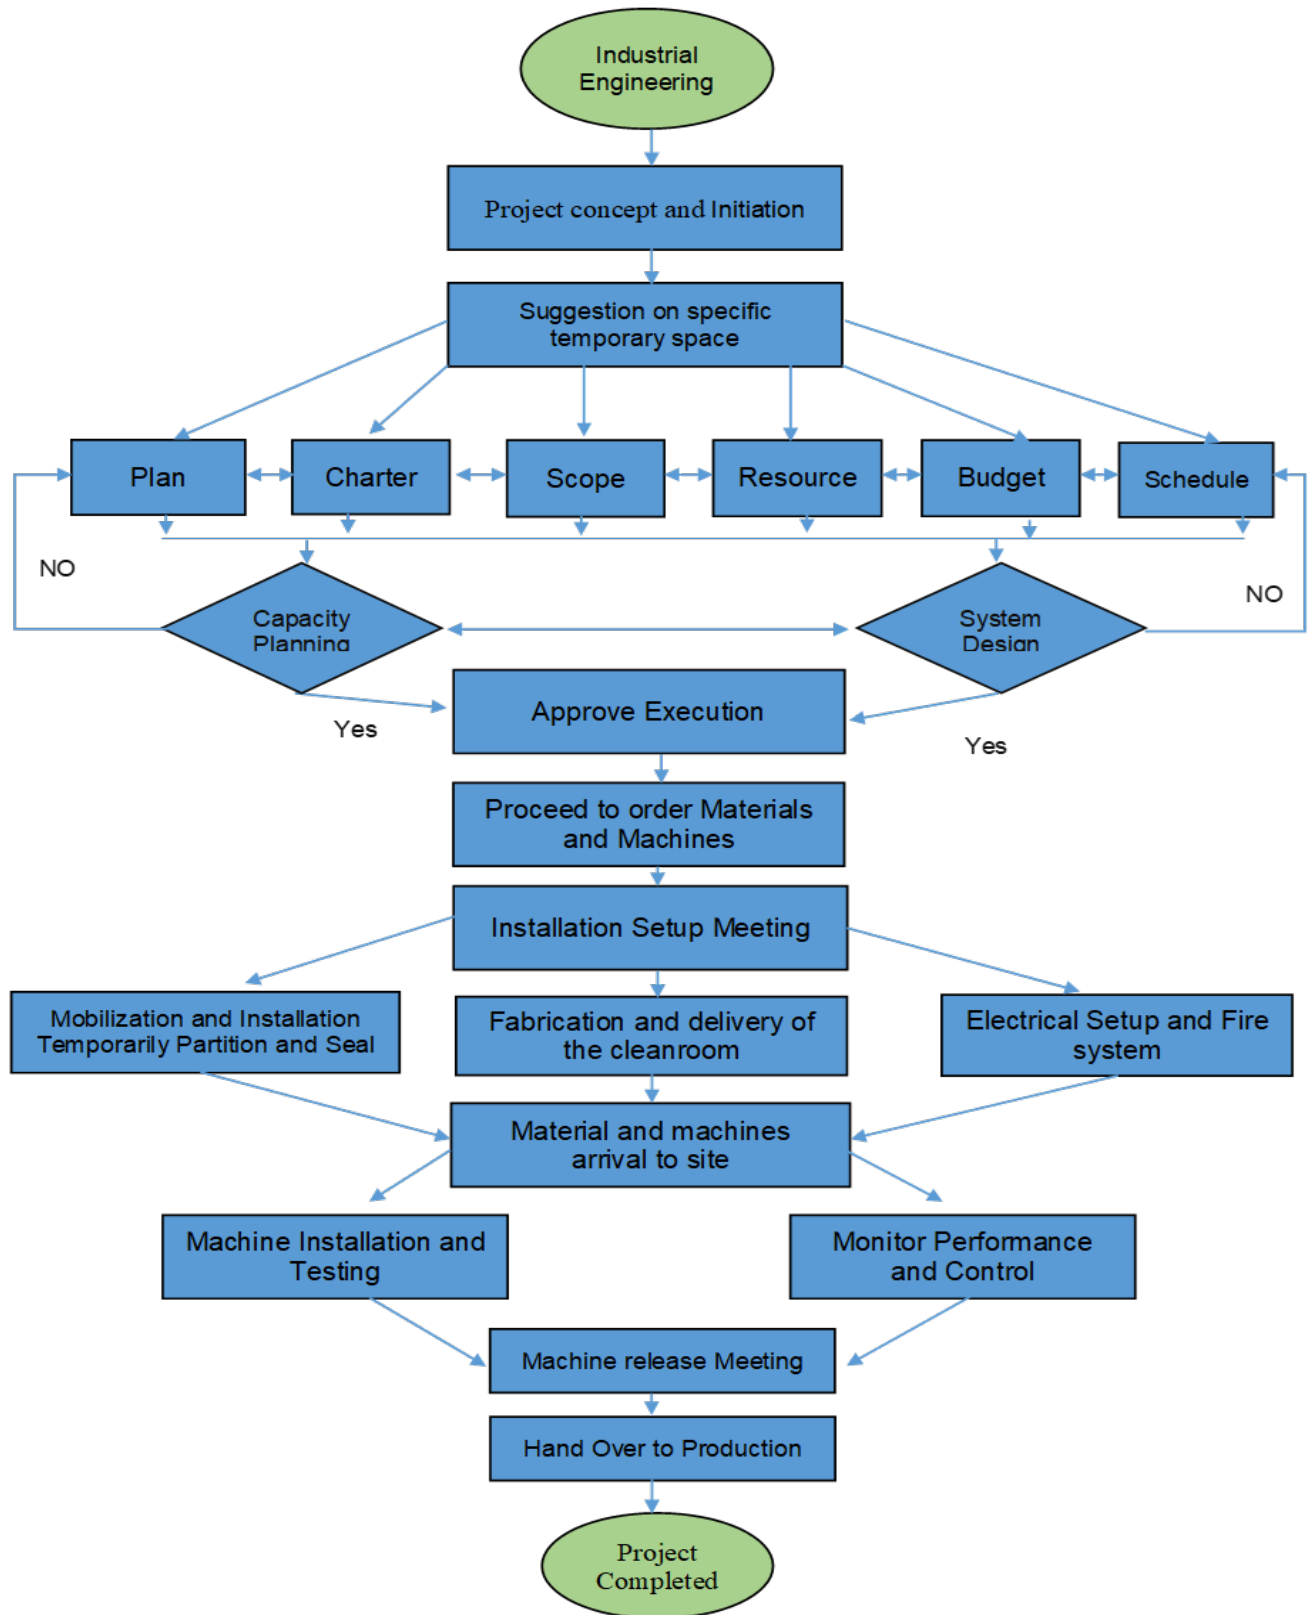 Industrial
Engineering
Project concept and Initiation
Suggestion on specific
temporary space
Plan
Charter
Scope
Resource
Budget
Schedule
NO
NO
Capacity
Planning
System
Design
Approve Execution
Yes
Yes
Proceed to order Materials
and Machines
Installation Setup Meeting
Mobilization and Installation
Temporarily Partition and Seal
Fabrication and delivery of
the cleanroom
Electrical Setup and Fire
system
Material and machines
arrival to site
Machine Installation and
Testing
Monitor Performance
and Control
Machine release Meeting
Hand Over to Production
Project
Completed